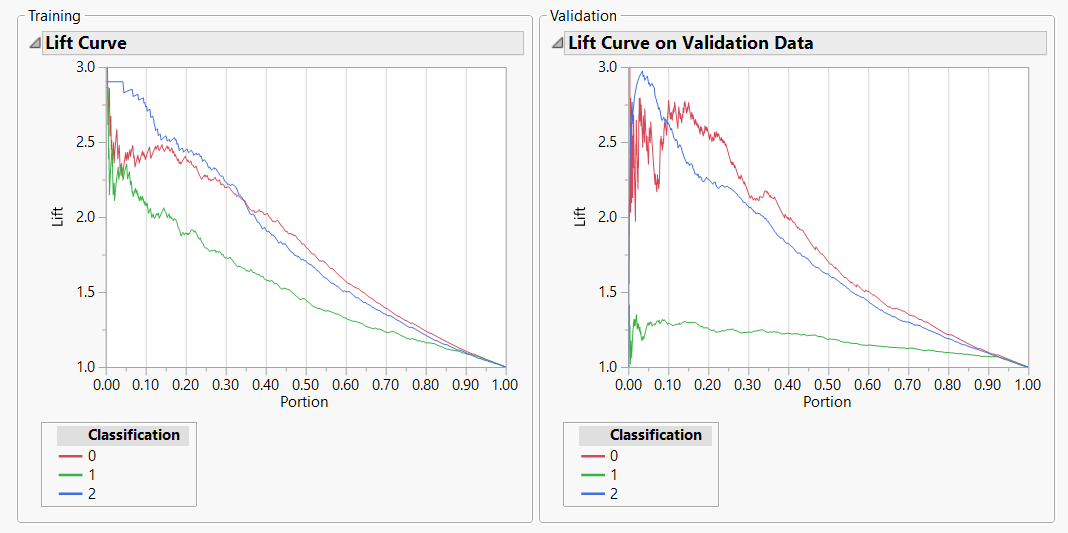 Training
Lift Curve
3.0
2.5
2.0
1.5
1.0
Lift
0.00 0.10 0.20 0.30 0.40 0.50 0.60 0.70 0.80 0.90 1.00
Portion
Classification
0
1
2
Validation
Lift Curve on Validation Data
3.0
2.5
2.0
1.5
1.0
Lift
0.00 0.10 0.20 0.30 0.40 0.50 0.60 0.70 0.80 0.90 1.00
Portion
Classification
0
1
2